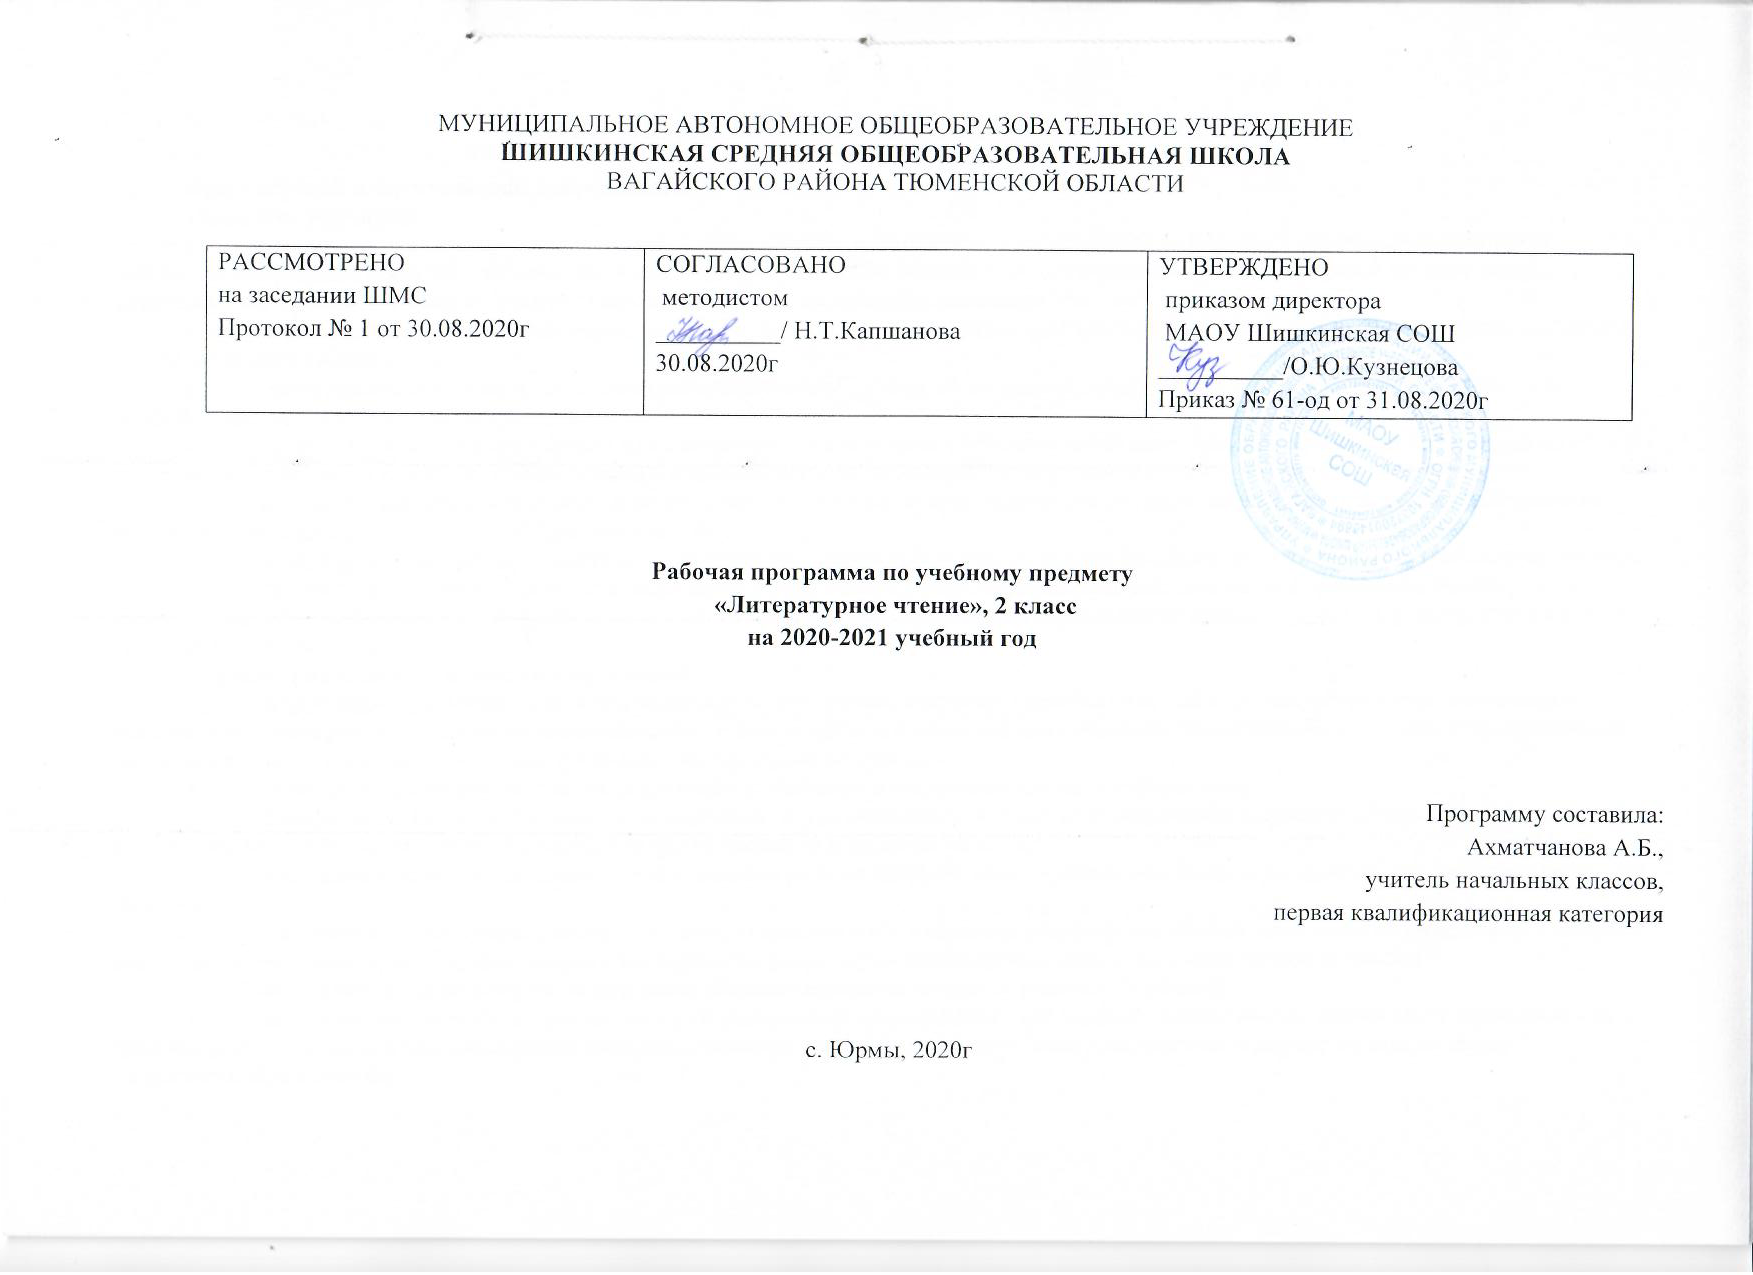 МУНИЦИПАЛЬНОЕ АВТОНОМНОЕ ОБЩЕОБРАЗОВАТЕЛЬНОЕ УЧРЕЖДЕНИЕ
ШИШКИНСКАЯ СРЕДНЯЯ ОБЩЕОБРАЗОВАТЕЛЬНАЯ ШКОЛА
ВАГАЙСКОГО РАЙОНА ТЮМЕНСКОЙ ОБЛАСТИ
РАССМОТРЕНО
на заседании ШМС
Протокол № 1 от 30.08.2020г
СОГЛАСОВАНО
методистом
__________/ Н.Т.Капшанова
30.08.2020г
УТВЕРЖДЕНО
приказом директора
МАОУ Шишкинская СОШ
__________/О.Ю.Кузнецова
Приказ № 61-од от 31.08.2020г
МАОУ
Шишкинская
СОШ
Рабочая программа по учебному предмету
«Литературное чтение», 2 класс
на 2020-2021 учебный год
Программу составила:
Ахматчанова А.Б.,
учитель начальных классов,
первая квалификационная категория
с. Юрмы, 2020г